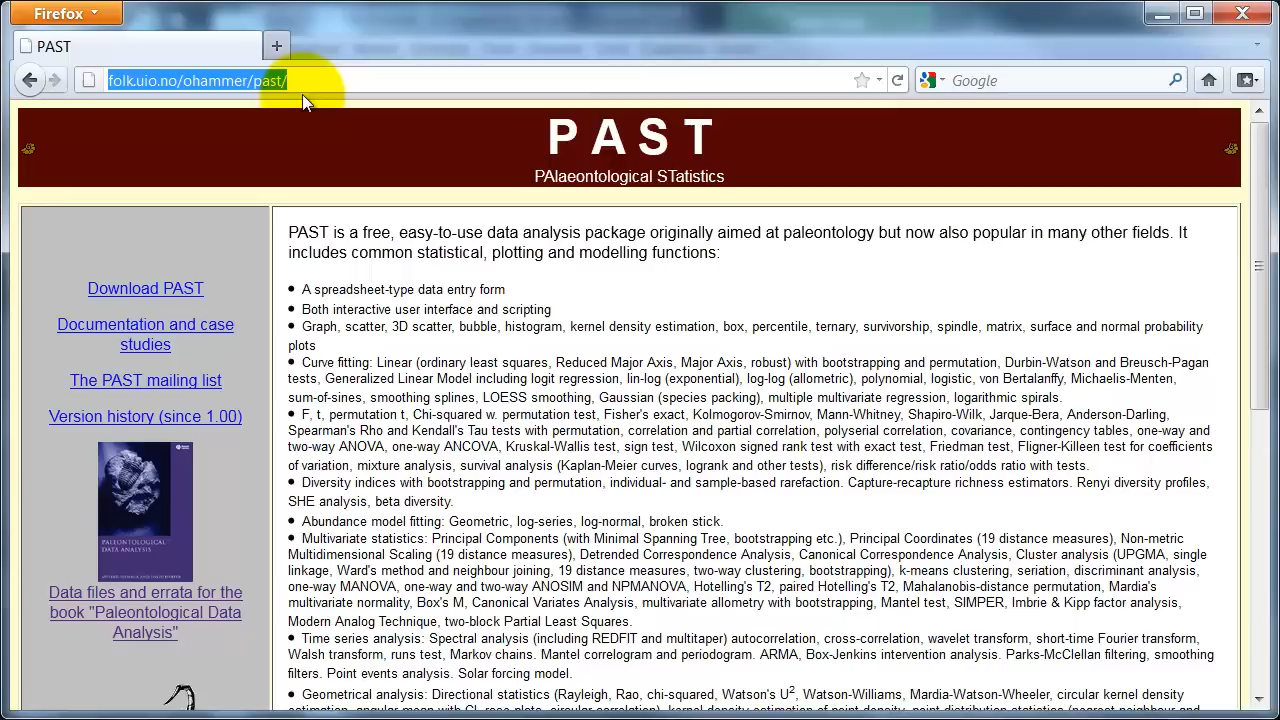 Firefox
PAST
folk.uio.no/ohammer/past/
Google
P A S T
PAlaeontological STatistics
Download PAST
Documentation and case
studies
The PAST mailing list
Version history (since 1.00)
PALEONTOLOGICAL
DATA ANALYSIS
Data files and errata for the
book "Paleontological Data
Analysis"
PAST is a free, easy-to-use data analysis package originally aimed at paleontology but now also popular in many other fields. It
includes common statistical, plotting and modelling functions:
• A spreadsheet-type data entry form
• Both interactive user interface and scripting
• Graph, scatter, 3D scatter, bubble, histogram, kernel density estimation, box, percentile, ternary, survivorship, spindle, matrix, surface and normal probability
plots
• Curve fitting: Linear (ordinary least squares, Reduced Major Axis, Major Axis, robust) with bootstrapping and permutation, Durbin-Watson and Breusch-Pagan
tests, Generalized Linear Model including logit regression, lin-log (exponential), log-log (allometric), polynomial, logistic, von Bertalanffy, Michaelis-Menten,
sum-of-sines, smoothing splines, LOESS smoothing, Gaussian (species packing), multiple multivariate regression, logarithmic spirals.
• F, t, permutation t, Chi-squared w. permutation test, Fisher's exact, Kolmogorov-Smirnov, Mann-Whitney, Shapiro-Wilk, Jarque-Bera, Anderson-Darling,
Spearman's Rho and Kendall's Tau tests with permutation, correlation and partial correlation, polyserial correlation, covariance, contingency tables, one-way and
two-way ANOVA, one-way ANCOVA, Kruskal-Wallis test, sign test, Wilcoxon signed rank test with exact test, Friedman test, Fligner-Killeen test for coefficients
of variation, mixture analysis, survival analysis (Kaplan-Meier curves, logrank and other tests), risk difference/risk ratio/odds ratio with tests.
• Diversity indices with bootstrapping and permutation, individual- and sample-based rarefaction. Capture-recapture richness estimators. Renyi diversity profiles,
SHE analysis, beta diversity.
• Abundance model fitting: Geometric, log-series, log-normal, broken stick.
• Multivariate statistics: Principal Components (with Minimal Spanning Tree, bootstrapping etc.), Principal Coordinates (19 distance measures), Non-metric
Multidimensional Scaling (19 distance measures), Detrended Correspondence Analysis, Canonical Correspondence Analysis, Cluster analysis (UPGMA, single
linkage, Ward's method and neighbour joining, 19 distance measures, two-way clustering, bootstrapping), k-means clustering, seriation, discriminant analysis,
one-way MANOVA, one-way and two-way ANOSIM and NPMANOVA, Hotelling's T2, paired Hotelling's T2, Mahalanobis-distance permutation, Mardia's
multivariate normality, Box's M, Canonical Variates Analysis, multivariate allometry with bootstrapping, Mantel test, SIMPER, Imbrie & Kipp factor analysis,
Modern Analog Technique, two-block Partial Least Squares.
• Time series analysis: Spectral analysis (including REDFIT and multitaper) autocorrelation, cross-correlation, wavelet transform, short-time Fourier transform,
Walsh transform, runs test, Markov chains. Mantel correlogram and periodogram. ARMA, Box-Jenkins intervention analysis. Parks-McClellan filtering, smoothing
filters. Point events analysis. Solar forcing model.
• Geometrical analysis: Directional statistics (Rayleigh, Rao, chi-squared, Watson's U2, Watson-Williams, Mardia-Watson-Wheeler, circular kernel density